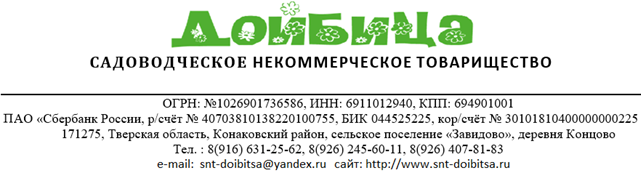 ДОЙБИЦА
САДОВОДЧЕСКОЕ НЕКОММЕРЧЕСКОЕ ТОВАРИЩЕСТВО
ОГРН: №1026901736586, ИНН: 6911012940, КПП: 694901001
ПАО «Сбербанк России, р/счёт № 40703810138220100755, БИК 044525225, кор/счёт № 30101810400000000225
171275, Тверская область, Конаковский район, сельское поселение «Завидово», деревня Концово
Тел. : 8(916) 631-25-62, 8(926) 245-60-11, 8(926) 407-81-83
e-mail: snt-doibitsa@yandex.ru сайт: http://www.snt-doibitsa.ru